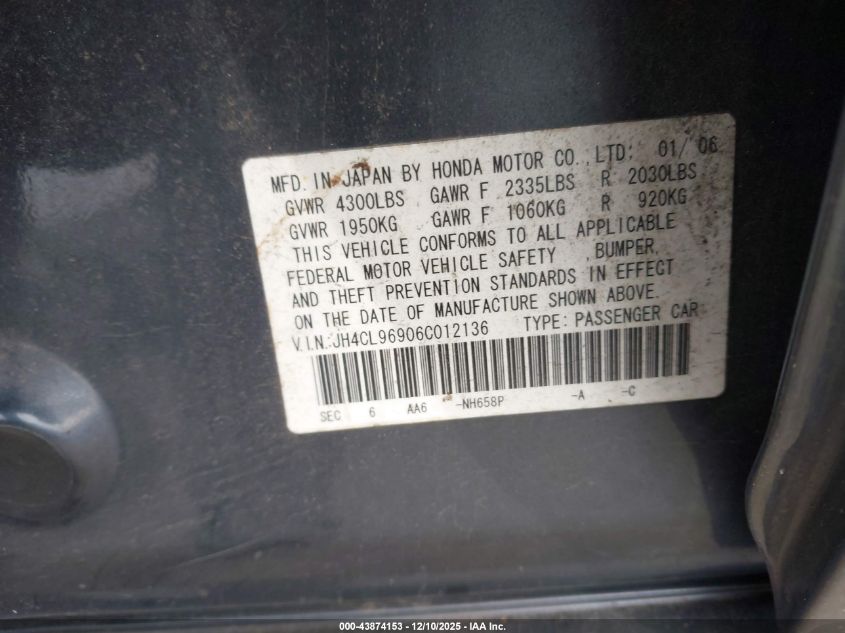 MFD. IN JAPAN BY HONDA MOTOR CO., LTD. 01/ 06
GVWR 4300LBS GAWR F 2335LBS R 2030LBS
GVWR 1950KG GAWR F 1060KG R 920KG
THIS VEHICLE CONFORMS TO ALL APPLICABLE
FEDERAL MOTOR VEHICLE SAFETY ,BUMPER,
AND THEFT PREVENTION STANDARDS IN EFFECT
ON THE DATE OF MANUFACTURE SHOWN ABOVE.
V.I.N.:JH4CL96906C012136 TYPE: PASSENGER CAR
SEC 6 AA6 -NH658P -A -C
000-43874153 - 12/10/2025 - IAA Inc.